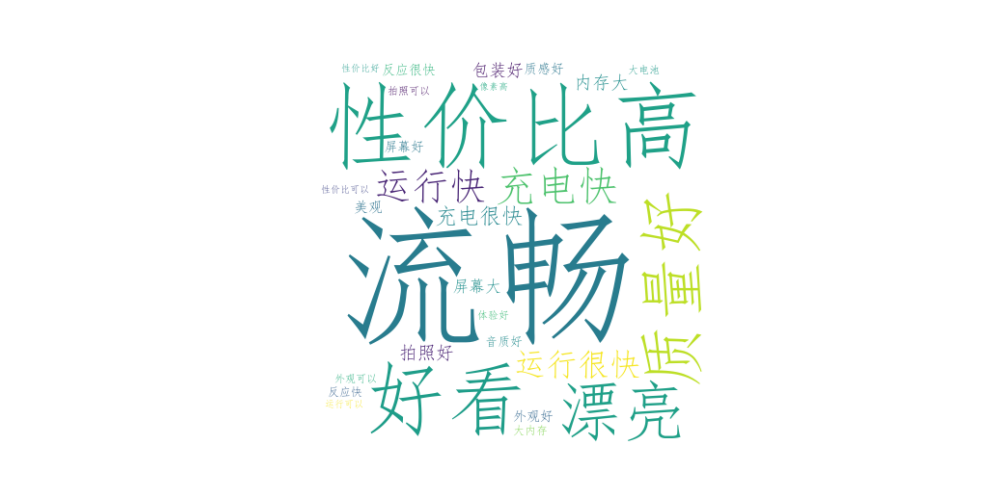 性价比好
反应很快
包装好
质感好
大电池
拍照可以
像素高
内存大
性价比高
屏幕好
性价比可以
运行快
充电快
美观
充电很快
质量好
流畅
屏幕大
体验好
音质好
拍照好
运行很快
外观可以
反应快
好看
漂亮
外观好
大内存